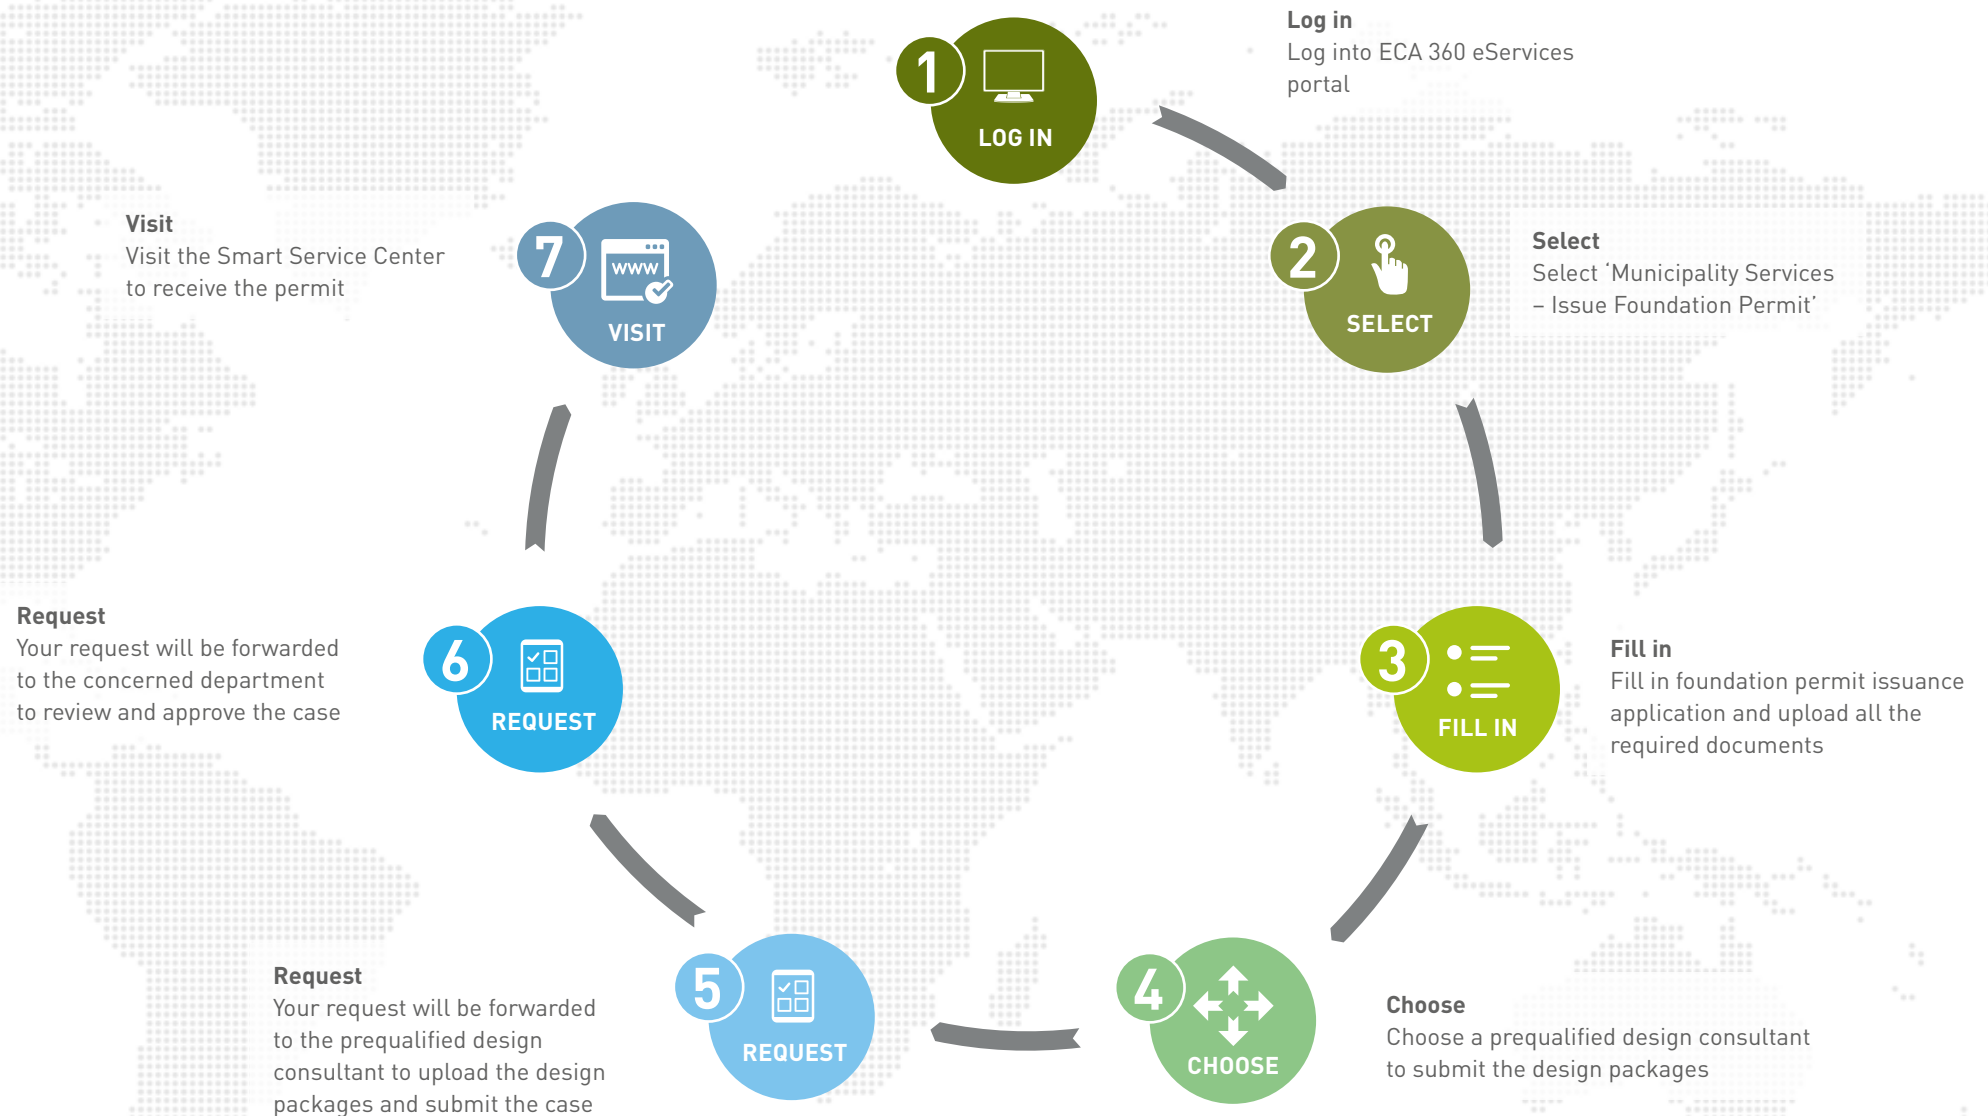 1
LOG IN
Log in
Log into ECA 360 eServices
portal
2
SELECT
Select
Select ‘Municipality Services
– Issue Foundation Permit’
3
FILL IN
Fill in
Fill in foundation permit issuance
application and upload all the
required documents
4
CHOOSE
Choose
Choose a prequalified design consultant
to submit the design packages
5
REQUEST
Request
Your request will be forwarded
to the prequalified design
consultant to upload the design
packages and submit the case
6
REQUEST
Request
Your request will be forwarded
to the concerned department
to review and approve the case
7
WWW
VISIT
Visit
Visit the Smart Service Center
to receive the permit